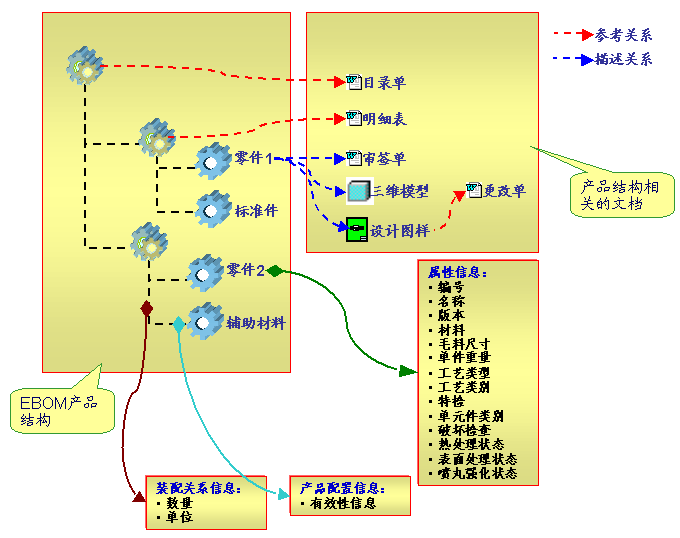 参考关系
描述关系
目录单
明细表
审签单
零件1
三维模型
更改单
标准件
设计图样
产品结构相
关的文档
零件2
辅助材料
属性信息：
· 编号
· 名称
· 版本
· 材料
· 毛料尺寸
· 单件重量
· 工艺类型
· 工艺类别
· 特检
· 单元件类别
· 破坏检查
· 热处理状态
· 表面处理状态
· 喷丸强化状态
EBOM产品
结构
装配关系信息：
· 数量
· 单位
产品配置信息：
· 有效性信息